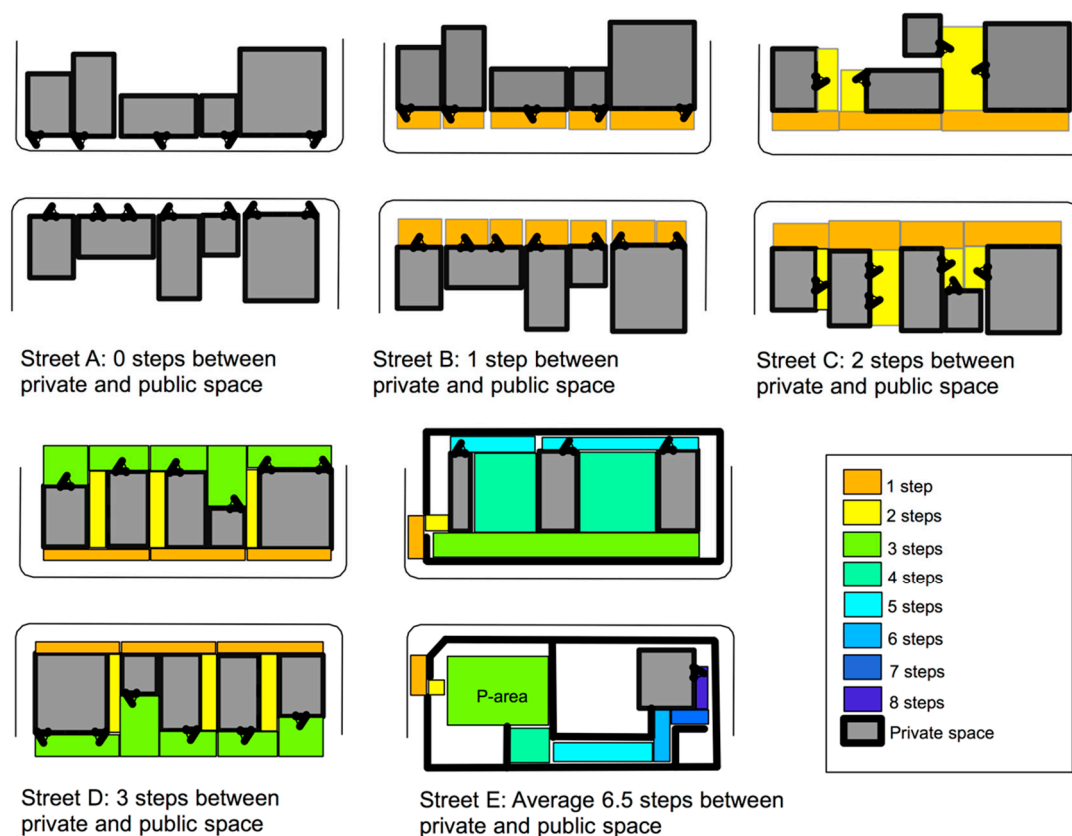 Street A: 0 steps between
private and public space
Street B: 1 step between
private and public space
Street C: 2 steps between
private and public space
P-area
Street D: 3 steps between
private and public space
Street E: Average 6.5 steps between
private and public space
1 step
2 steps
3 steps
4 steps
5 steps
6 steps
7 steps
8 steps
Private space